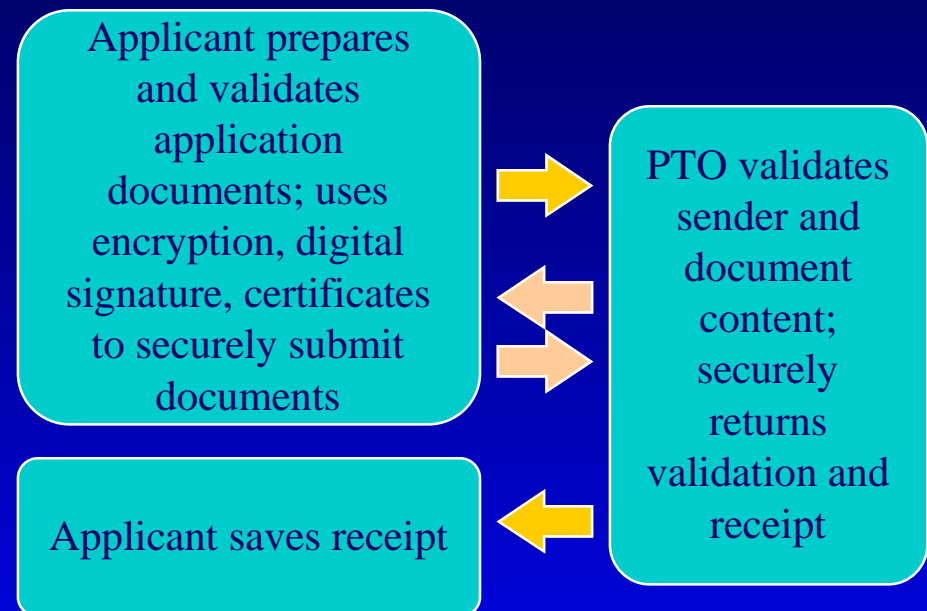 Applicant prepares
and validates
application
documents; uses
encryption, digital
signature, certificates
to securely submit
documents
PTO validates
sender and
document
content;
securely
returns
validation and
receipt
Applicant saves receipt